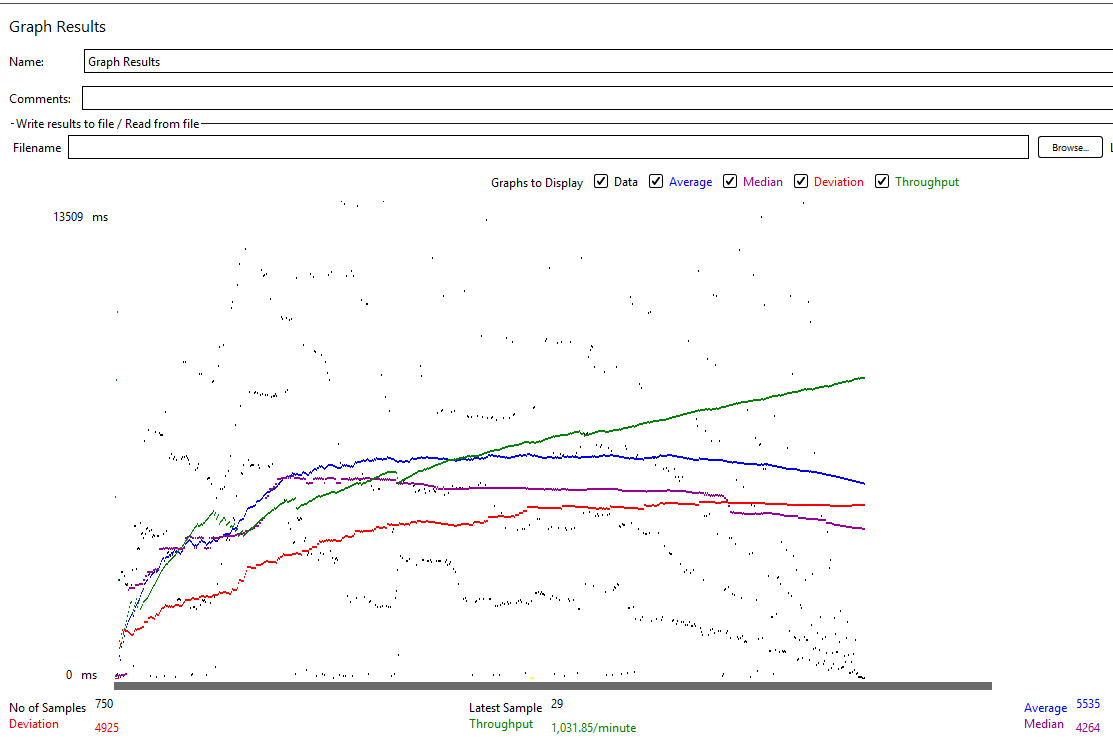 Graph Results
Name: Graph Results
Comments:
Write results to file / Read from file
Filename Browse...
Graphs to Display Data Average Median Deviation Throughput
13509 ms
0 ms
No of Samples 750 Latest Sample 29 Average 5535
Deviation 4925 Throughput 1,031.85/minute Median 4264